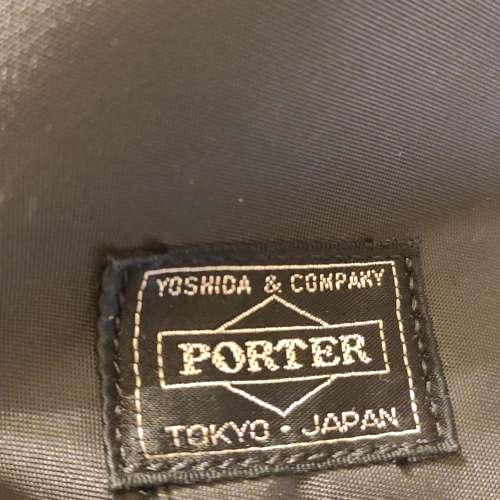 YOSHIDA & COMPANY
PORTER
TOKYO · JAPAN